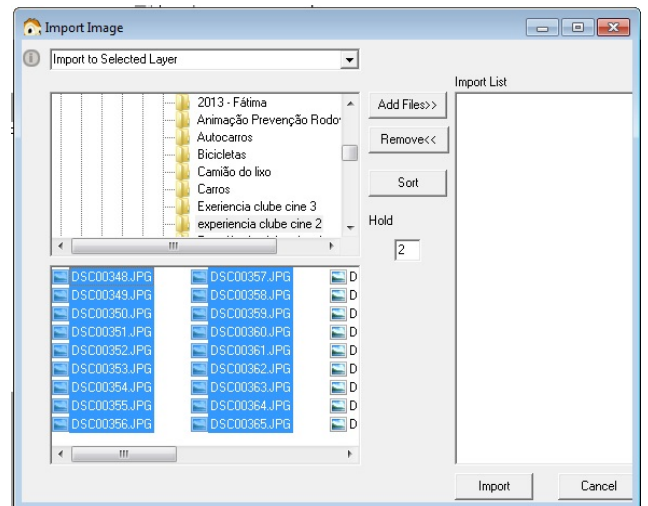 Import Image
Import to Selected Layer
Import List
2013 - Fátima
Animação Prevenção Rodo
Autocarros
Bicicletas
Camião do lixo
Carros
Exeriencia clube cine 3
experiencia clube cine 2
Add Files>>
Remove<<
Sort
Hold
2
DSC00348.JPG DSC00357.JPG D
DSC00349.JPG DSC00358.JPG D
DSC00350.JPG DSC00359.JPG D
DSC00351.JPG DSC00360.JPG D
DSC00352.JPG DSC00361.JPG D
DSC00353.JPG DSC00362.JPG D
DSC00354.JPG DSC00363.JPG D
DSC00355.JPG DSC00364.JPG D
DSC00356.JPG DSC00365.JPG D
Import Cancel